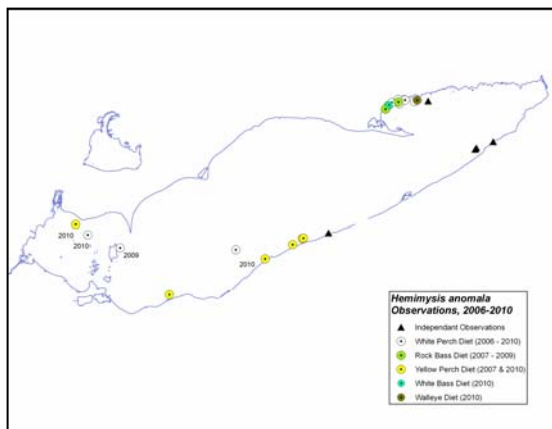 2010
2010
2009
2010
Hemimysis anomala
Observations, 2006-2010
Independant Observations
White Perch Diet (2006 - 2010)
Rock Bass Diet (2007 - 2009)
Yellow Perch Diet (2007 & 2010)
White Bass Diet (2010)
Walleye Diet (2010)